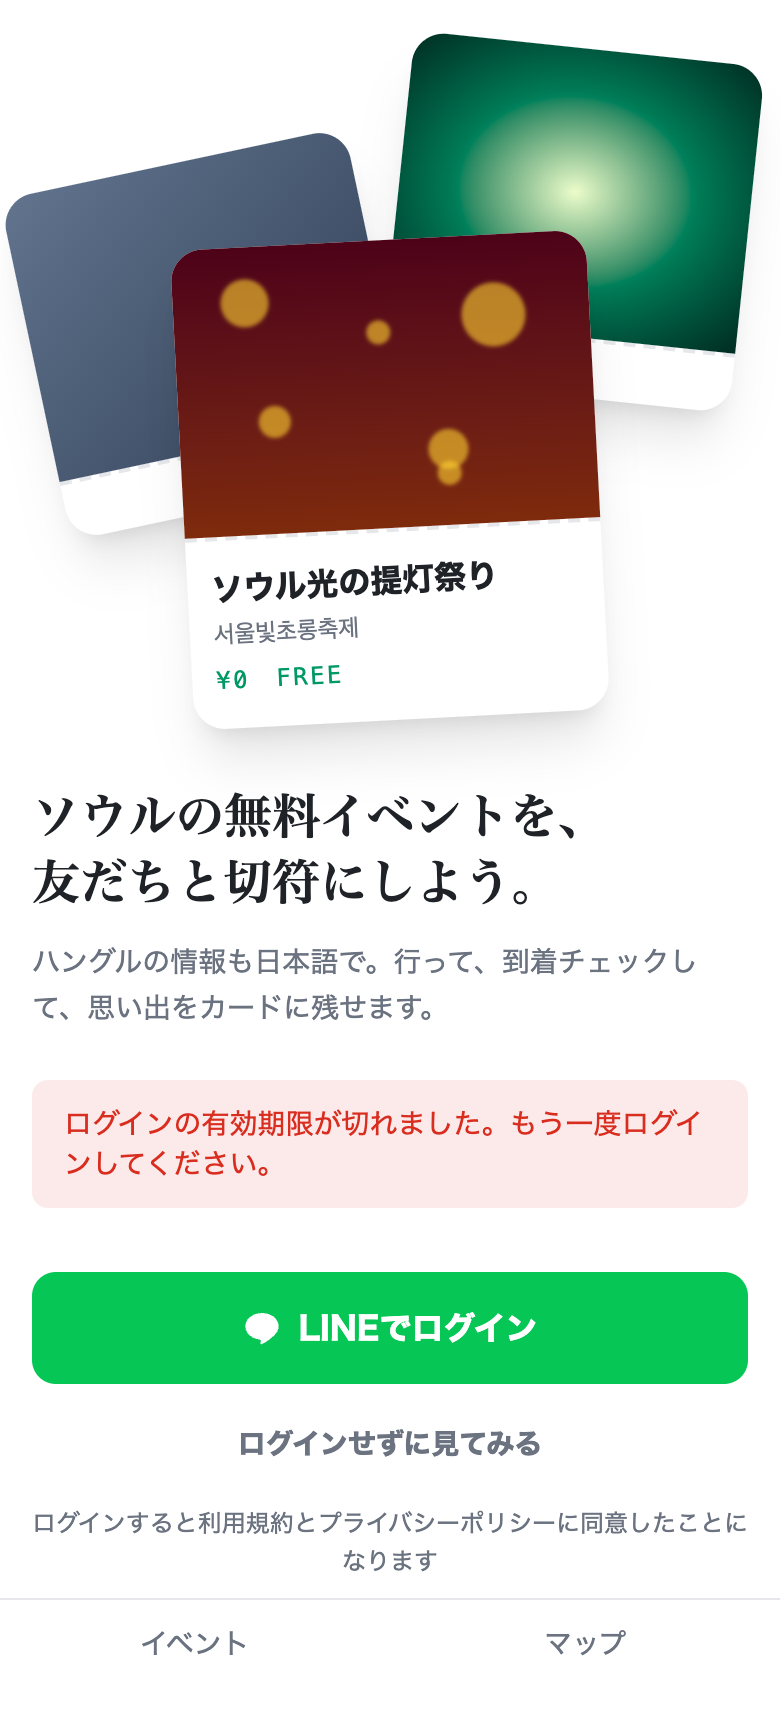 ソウル光の提灯祭り
서울빛초롱축제
¥0 FREE
ソウルの無料イベントを、
友だちと切符にしよう。
ハングルの情報も日本語で。行って、到着チェックし
て、思い出をカードに残せます。
ログインの有効期限が切れました。もう一度ログイ
ンしてください。
LINEでログイン
ログインせずに見てみる
ログインすると利用規約とプライバシーポリシーに同意したことに
なります
イベント
マップ